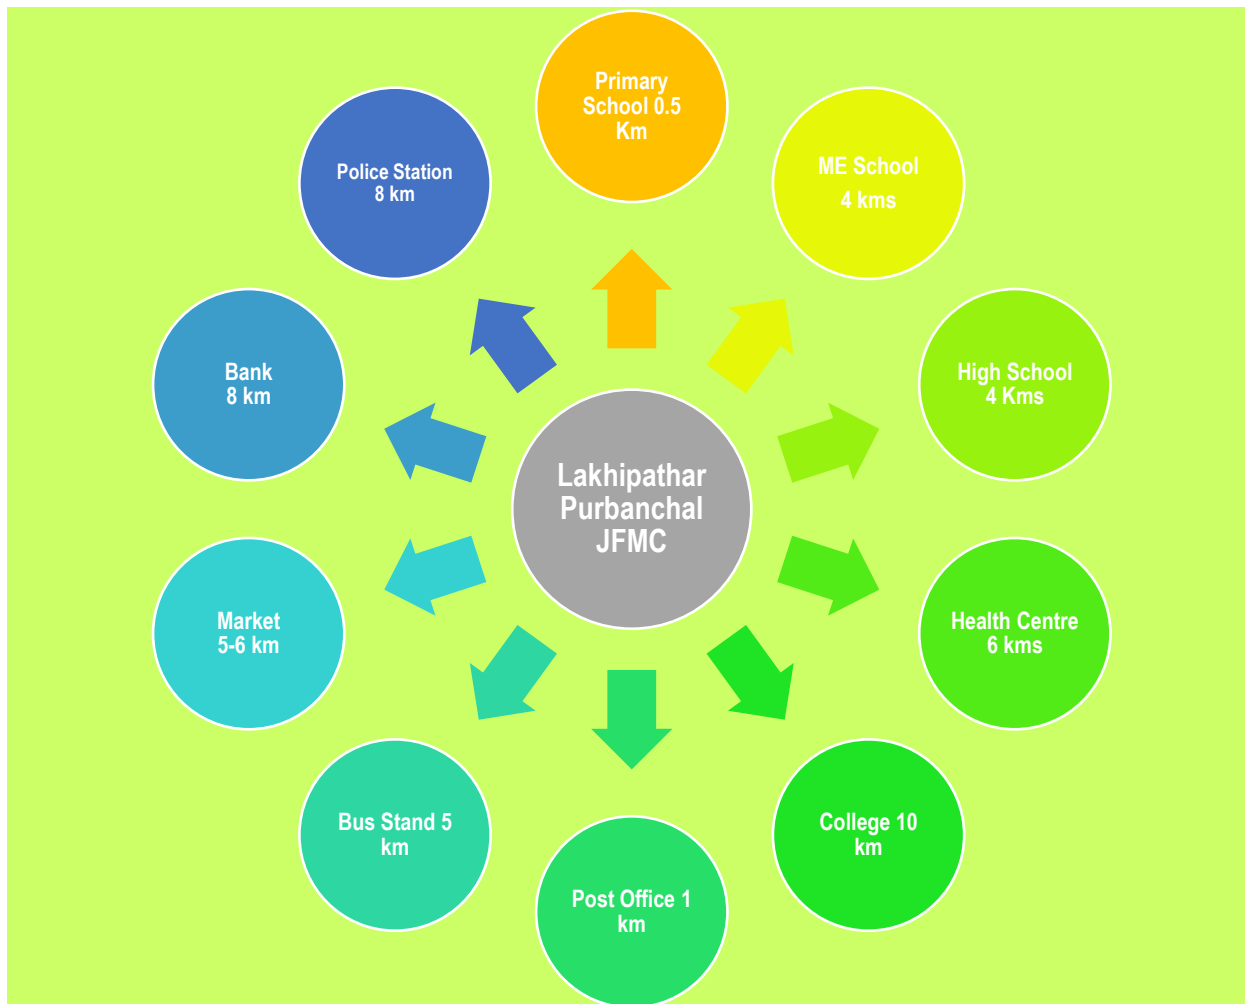 Primary
School 0.5
Km
ME School
4 kms
High School
4 Kms
Health Centre
6 kms
College 10
km
Post Office 1
km
Bus Stand 5
km
Market
5-6 km
Bank
8 km
Police Station
8 km
Lakhipathar
Purbanchal
JFMC